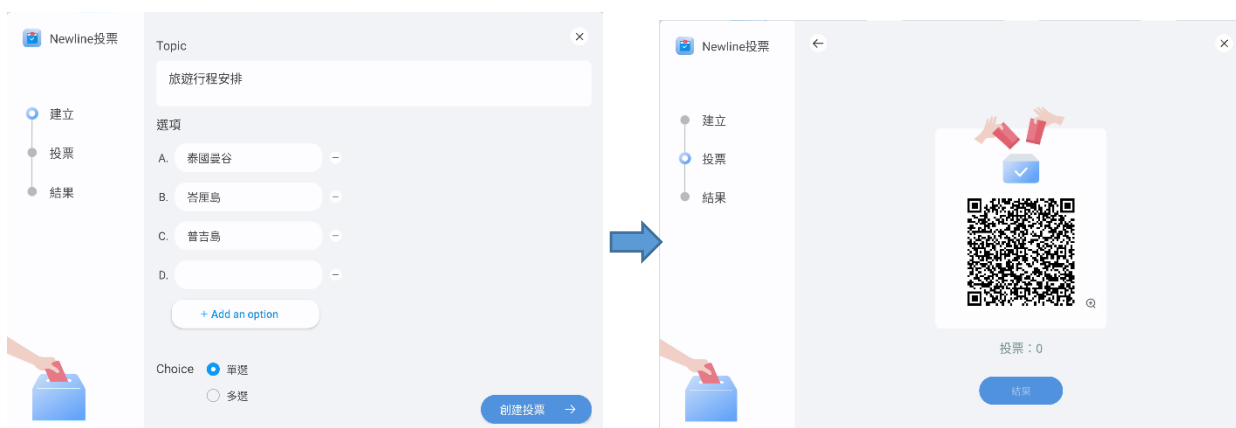 Newline投票
建立
投票
結果
Topic
旅遊行程安排
選項
A. 泰國曼谷
B. 峇厘島
C. 普吉島
D.
+ Add an option
Choice 單選
多選
創建投票 →
Newline投票
建立
投票
結果
投票：0
結果